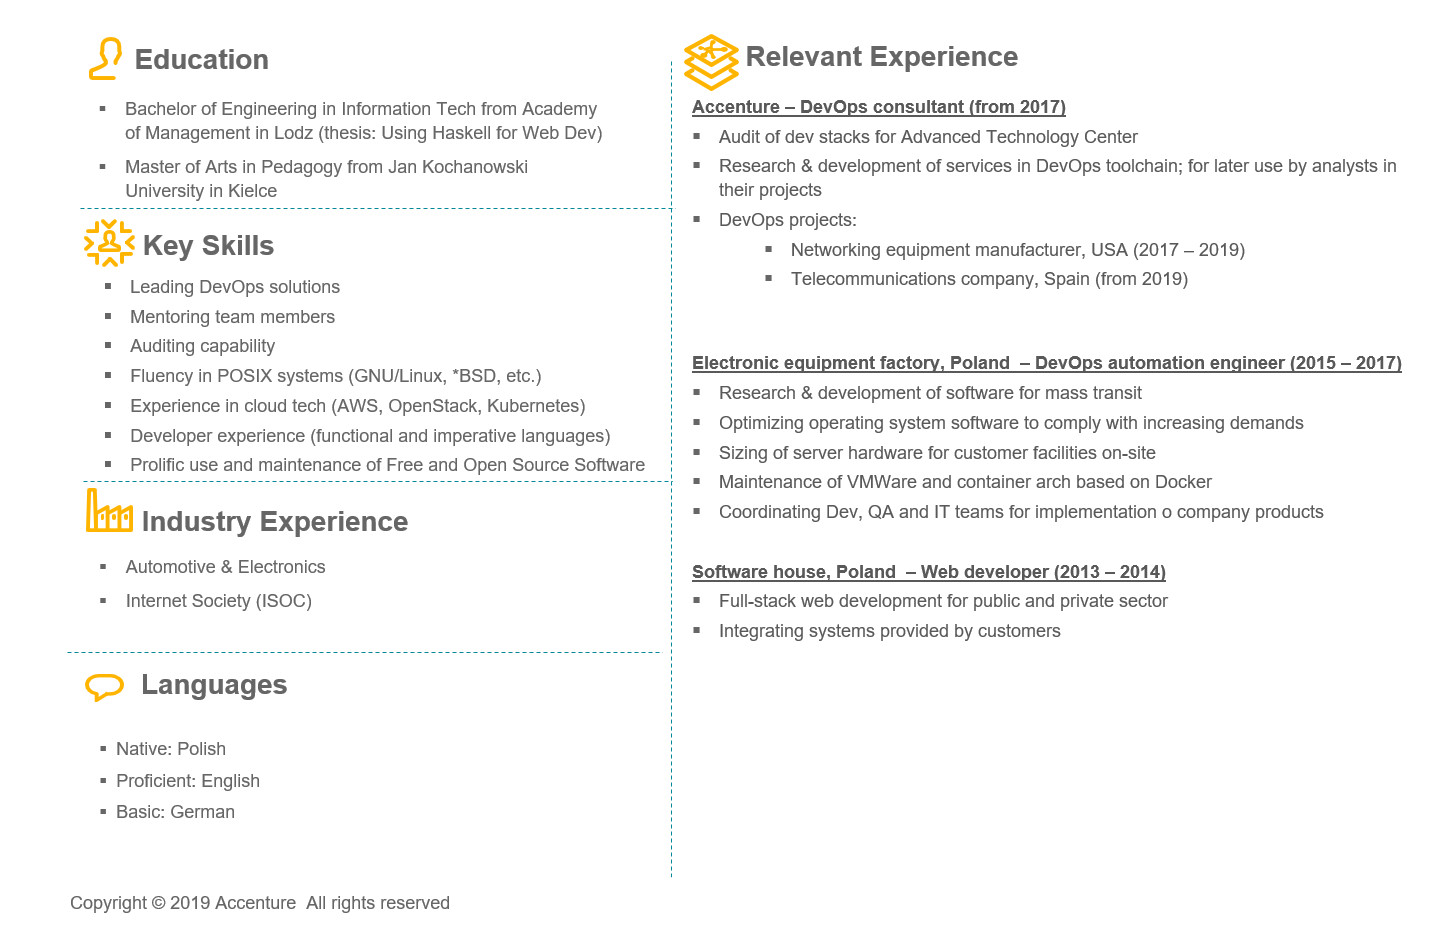 Education
Bachelor of Engineering in Information Tech from Academy
of Management in Lodz (thesis: Using Haskell for Web Dev)
Master of Arts in Pedagogy from Jan Kochanowski
University in Kielce
Key Skills
Leading DevOps solutions
Mentoring team members
Auditing capability
Fluency in POSIX systems (GNU/Linux, *BSD, etc.)
Experience in cloud tech (AWS, OpenStack, Kubernetes)
Developer experience (functional and imperative languages)
Prolific use and maintenance of Free and Open Source Software
Industry Experience
Automotive & Electronics
Internet Society (ISOC)
Languages
Native: Polish
Proficient: English
Basic: German
Relevant Experience
Accenture – DevOps consultant (from 2017)
Audit of dev stacks for Advanced Technology Center
Research & development of services in DevOps toolchain; for later use by analysts in
their projects
DevOps projects:
Networking equipment manufacturer, USA (2017 – 2019)
Telecommunications company, Spain (from 2019)
Electronic equipment factory, Poland – DevOps automation engineer (2015 – 2017)
Research & development of software for mass transit
Optimizing operating system software to comply with increasing demands
Sizing of server hardware for customer facilities on-site
Maintenance of VMWare and container arch based on Docker
Coordinating Dev, QA and IT teams for implementation o company products
Software house, Poland – Web developer (2013 – 2014)
Full-stack web development for public and private sector
Integrating systems provided by customers
Copyright © 2019 Accenture All rights reserved